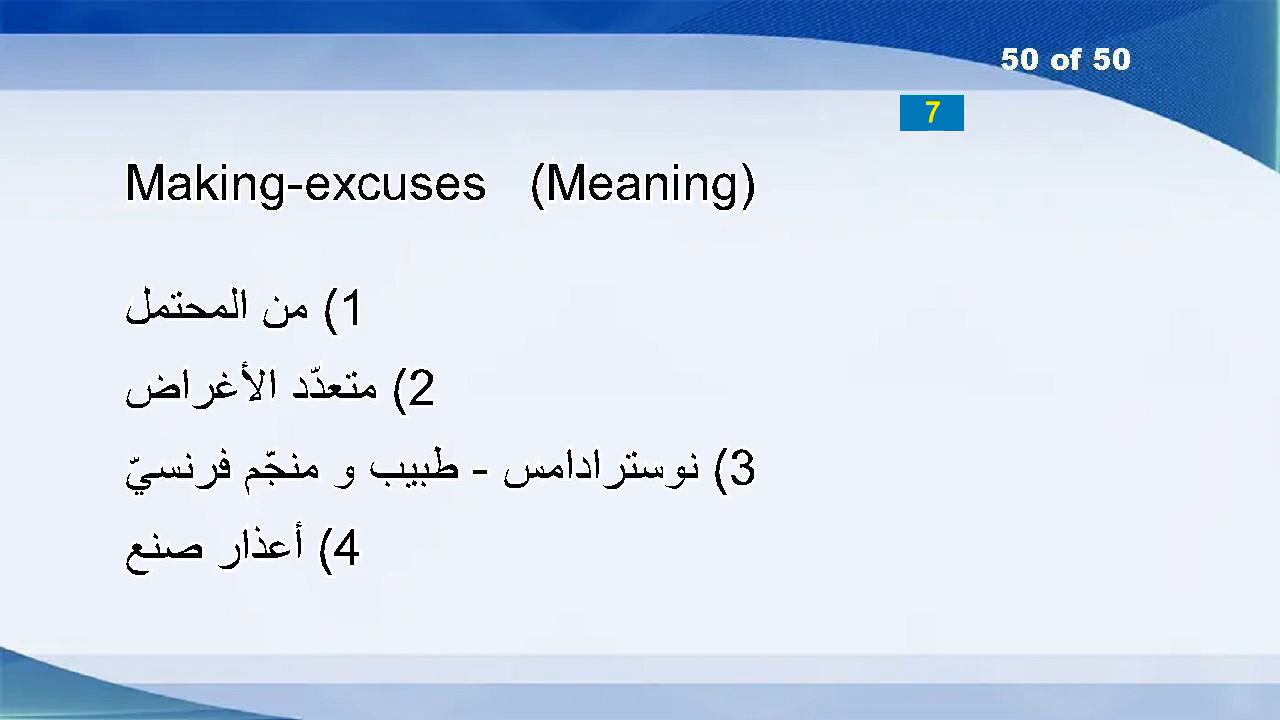 50 of 50
7
Making-excuses (Meaning)
1) من المحتمل
2) متعدّد الأغراض
3) نوسترادامس - طبيب و منجّم فرنسيّ
4) أعذار صنع